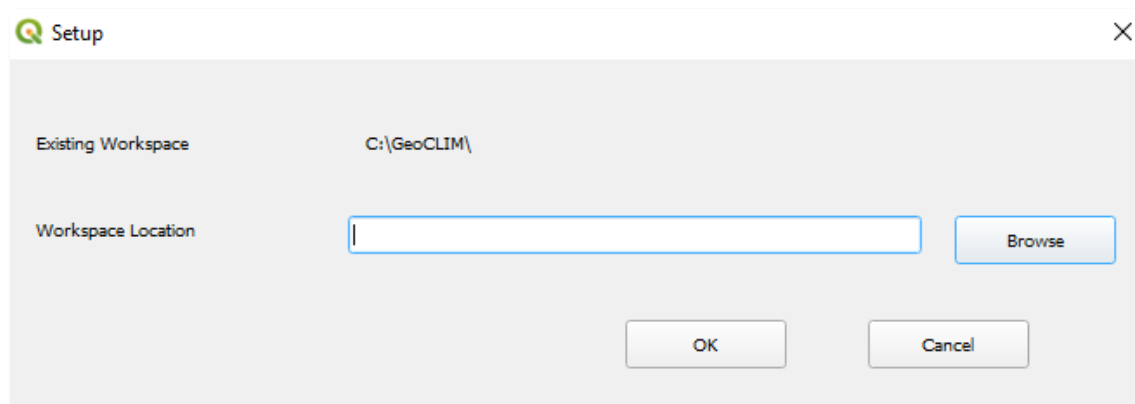 Setup
Existing Workspace C:\GeoCLIM\
Workspace Location
Browse
OK Cancel